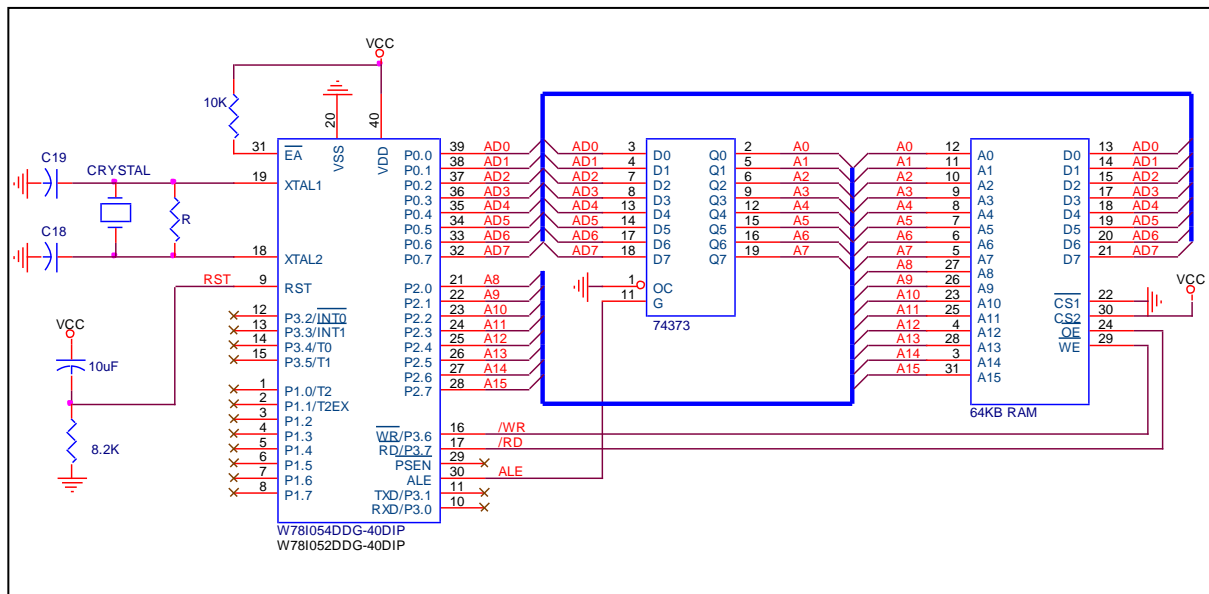 VCC
10K
20
40
VSS
VDD
31
EA
C19
CRYSTAL
19
XTAL1
R
C18
18
XTAL2
RST
9
RST
VCC
10uF
8.2K
12
P3.2/INT0
13
P3.3/INT1
14
P3.4/T0
15
P3.5/T1
1
P1.0/T2
2
P1.1/T2EX
3
P1.2
4
P1.3
5
P1.4
6
P1.5
7
P1.6
8
P1.7
P0.0 39 AD0
P0.1 38 AD1
P0.2 37 AD2
P0.3 36 AD3
P0.4 35 AD4
P0.5 34 AD5
P0.6 33 AD6
P0.7 32 AD7
P2.0 21 A8
P2.1 22 A9
P2.2 23 A10
P2.3 24 A11
P2.4 25 A12
P2.5 26 A13
P2.6 27 A14
P2.7 28 A15
WR/P3.6 16 /WR
RD/P3.7 17 /RD
PSEN 29
ALE 30 ALE
TXD/P3.1 11
RXD/P3.0 10
W78I054DDG-40DIP
W78I052DDG-40DIP
AD0 3 D0 Q0 2 A0
AD1 4 D1 Q1 5 A1
AD2 7 D2 Q2 6 A2
AD3 8 D3 Q3 9 A3
AD4 13 D4 Q4 12 A4
AD5 14 D5 Q5 15 A5
AD6 17 D6 Q6 16 A6
AD7 18 D7 Q7 19 A7
1 OC
11 G
74373
A0 12 A0 D0 13 AD0
A1 11 A1 D1 14 AD1
A2 10 A2 D2 15 AD2
A3 9 A3 D3 17 AD3
A4 8 A4 D4 18 AD4
A5 7 A5 D5 19 AD5
A6 6 A6 D6 20 AD6
A7 5 A7 D7 21 AD7
A8 27 A8
A9 26 A9
A10 23 A10
A11 25 A11
A12 4 A12
A13 28 A13
A14 3 A14
A15 31 A15
VCC
CS1 22
CS2 30
OE 24
WE 29
64KB RAM